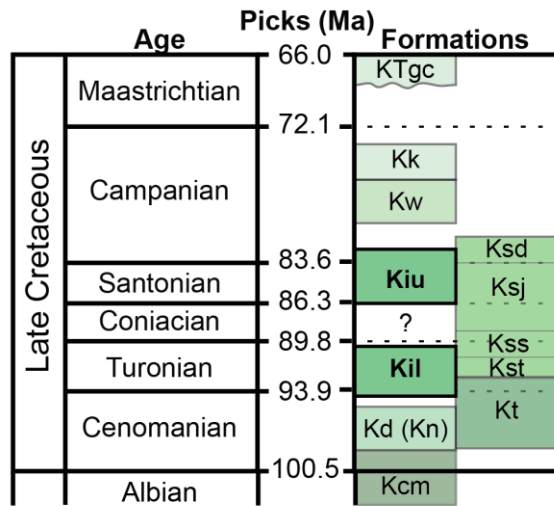 Picks (Ma)
Age
Formations
Late Cretaceous
Maastrichtian
Campanian
Santonian
Coniacian
Turonian
Cenomanian
Albian
66.0
72.1
83.6
86.3
89.8
93.9
100.5
KTgc
Kk
Kw
Kiu
?
Kil
Kd (Kn)
Kcm
Ksd
Ksj
Kss
Kst
Kt